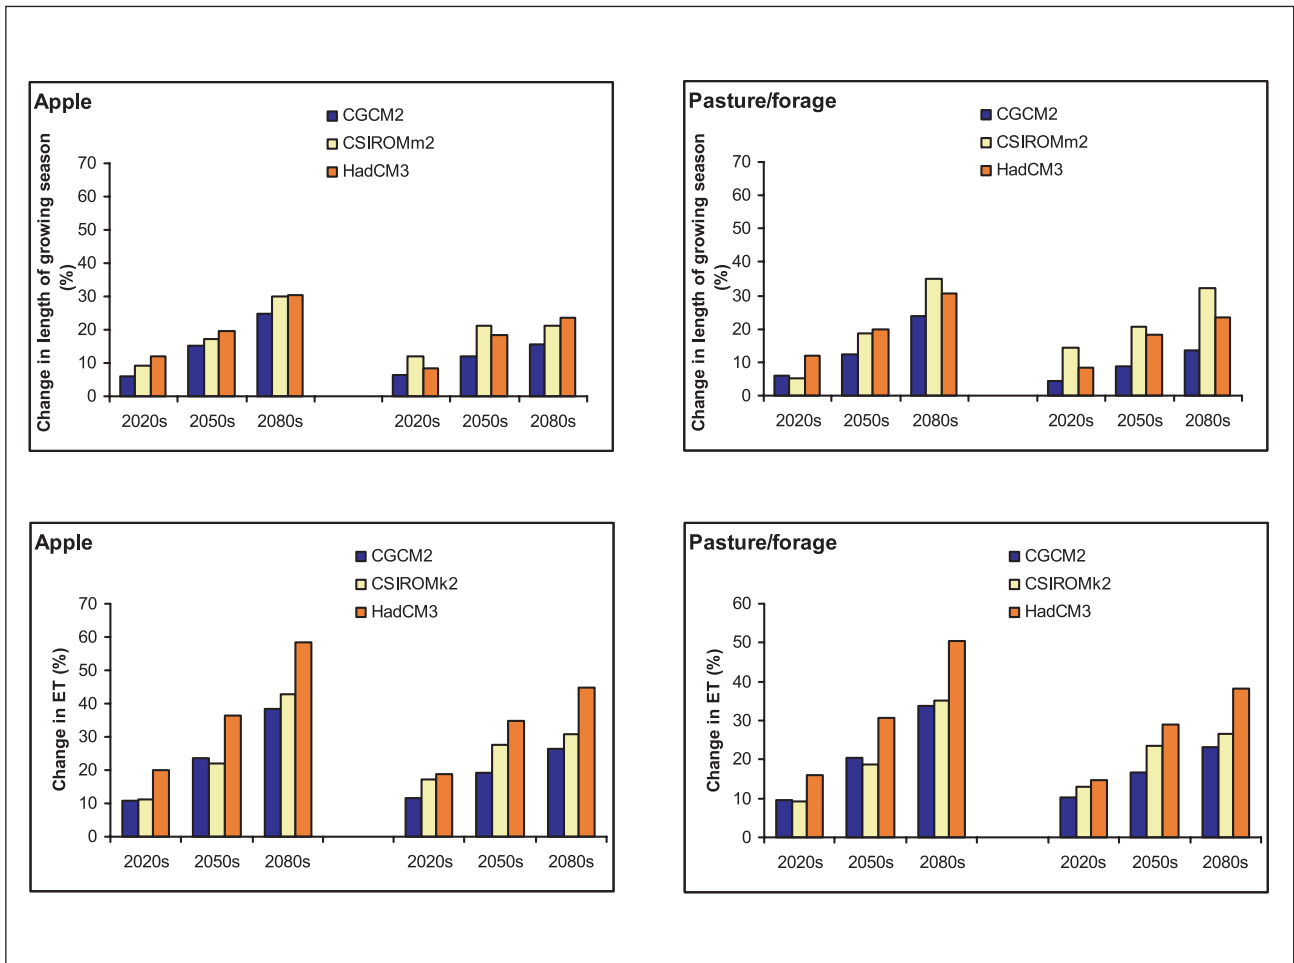 Apple
CGCM2
CSIROMm2
HadCM3
Change in length of growing season
(%)
70
60
50
40
30
20
10
0
2020s 2050s 2080s 2020s 2050s 2080s
Pasture/forage
CGCM2
CSIROMm2
HadCM3
Change in length of growing season
(%)
70
60
50
40
30
20
10
0
2020s 2050s 2080s 2020s 2050s 2080s
Apple
CGCM2
CSIROMk2
HadCM3
Change in ET (%)
70
60
50
40
30
20
10
0
2020s 2050s 2080s 2020s 2050s 2080s
Pasture/forage
CGCM2
CSIROMk2
HadCM3
Change in ET (%)
60
50
40
30
20
10
0
2020s 2050s 2080s 2020s 2050s 2080s